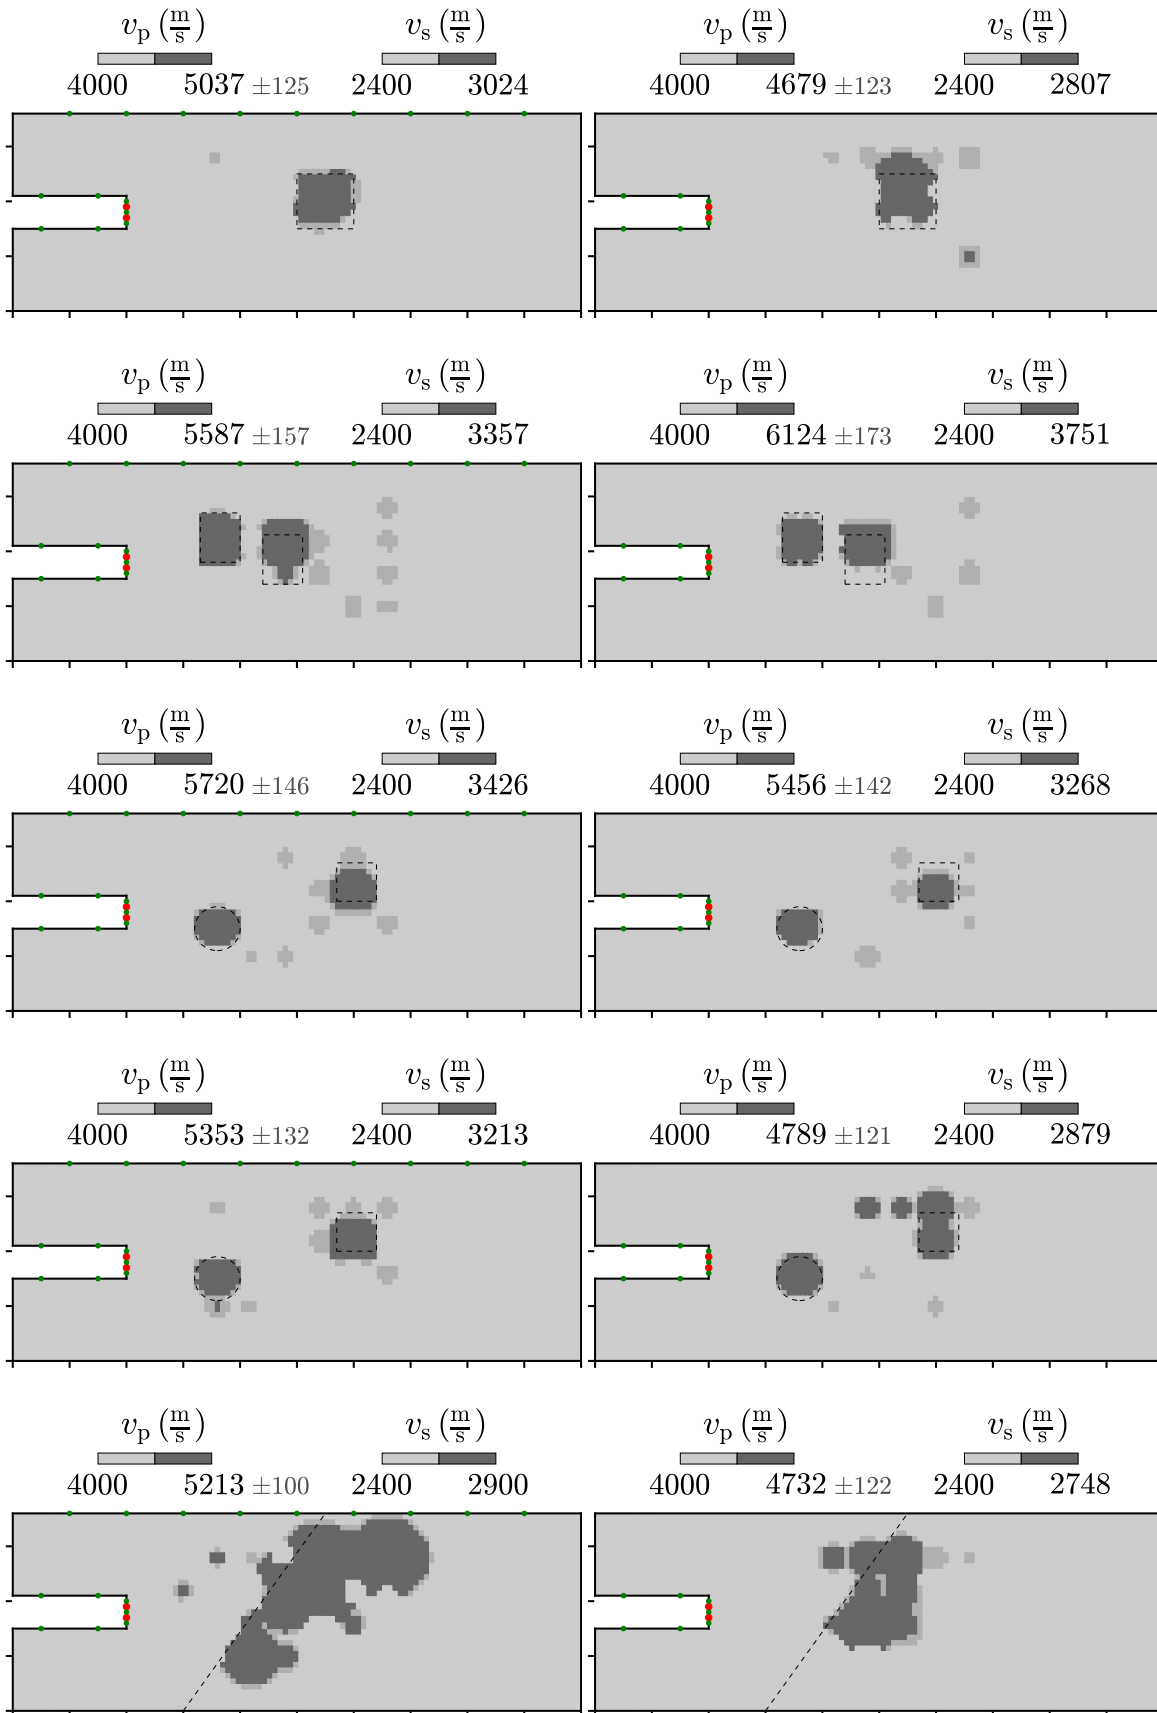 v_p (m/s) v_s (m/s) v_p (m/s) v_s (m/s)
4000 5037 ±125 2400 3024 4000 4679 ±123 2400 2807
v_p (m/s) v_s (m/s) v_p (m/s) v_s (m/s)
4000 5587 ±157 2400 3357 4000 6124 ±173 2400 3751
v_p (m/s) v_s (m/s) v_p (m/s) v_s (m/s)
4000 5720 ±146 2400 3426 4000 5456 ±142 2400 3268
v_p (m/s) v_s (m/s) v_p (m/s) v_s (m/s)
4000 5353 ±132 2400 3213 4000 4789 ±121 2400 2879
v_p (m/s) v_s (m/s) v_p (m/s) v_s (m/s)
4000 5213 ±100 2400 2900 4000 4732 ±122 2400 2748